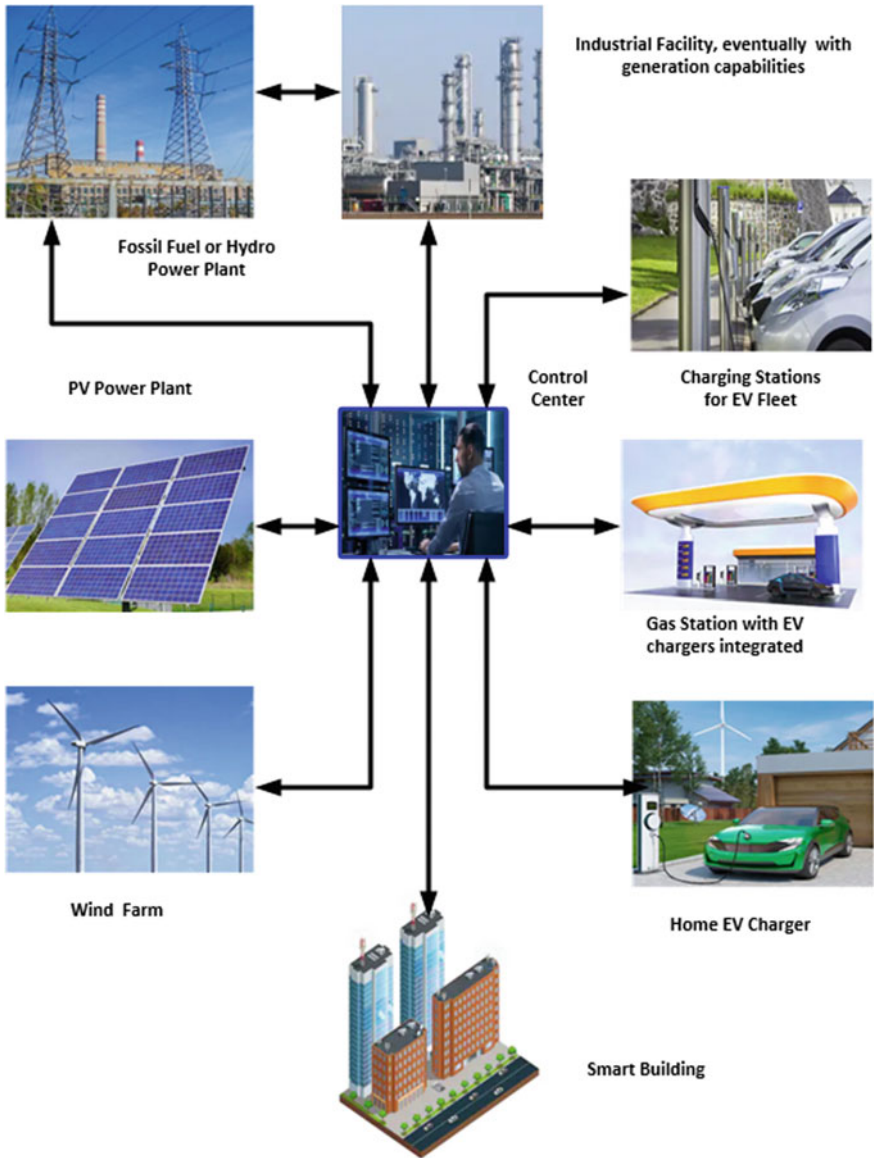 Industrial Facility, eventually with
generation capabilities
Fossil Fuel or Hydro
Power Plant
PV Power Plant
Control
Center
Charging Stations
for EV Fleet
Gas Station with EV
chargers integrated
Wind Farm
Home EV Charger
Smart Building